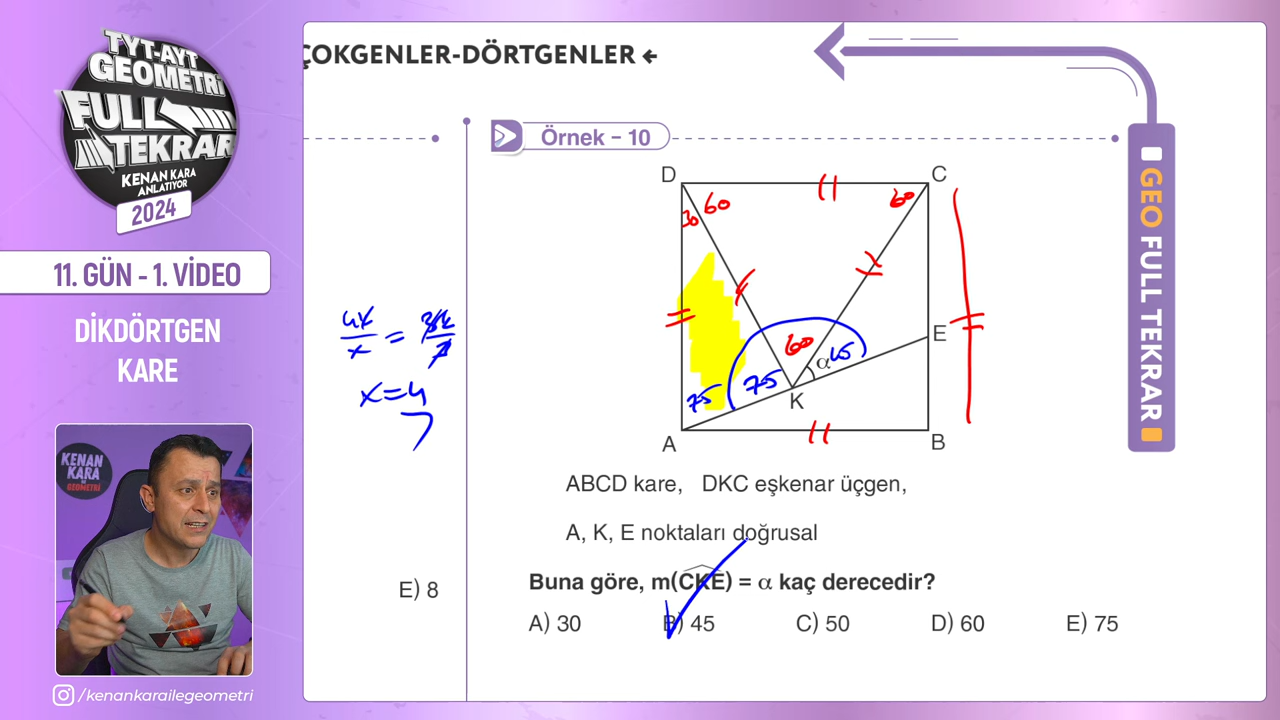 TYT-AYT
GEOMETRİ
FULL
TEKRAR
KENAN KARA
ANLATIYOR
2024
11. GÜN - 1. VİDEO
DİKDÖRTGEN
KARE
KENAN
KARA
GEOMETRİ
/kenankarailegeometri
ÇOKGENLER-DÖRTGENLER
Örnek – 10
D
C
30
60
60
60
α
45
75
75
E
K
A
B
x=4
ABCD kare, DKC eşkenar üçgen,
A, K, E noktaları doğrusal
Buna göre, m(CKE) = α kaç derecedir?
A) 30 B) 45 C) 50 D) 60 E) 75
E) 8
GEO FULL TEKRAR